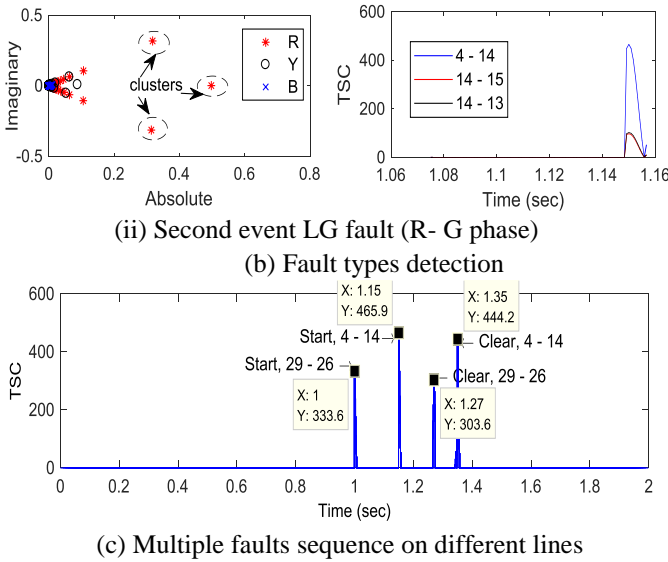 0.5
0
-0.5
Imaginary
0 0.2 0.4 0.6 0.8
Absolute
clusters
R
Y
B
600
400
200
0
TSC
4 - 14
14 - 15
14 - 13
1.06 1.08 1.1 1.12 1.14 1.16
Time (sec)
(ii) Second event LG fault (R- G phase)
(b) Fault types detection
600
400
200
0
TSC
X: 1.15
Y: 465.9
X: 1.35
Y: 444.2
Start, 4 - 14
Clear, 4 - 14
Start, 29 - 26
Clear, 29 - 26
X: 1
Y: 333.6
X: 1.27
Y: 303.6
0 0.2 0.4 0.6 0.8 1 1.2 1.4 1.6 1.8 2
Time (sec)
(c) Multiple faults sequence on different lines